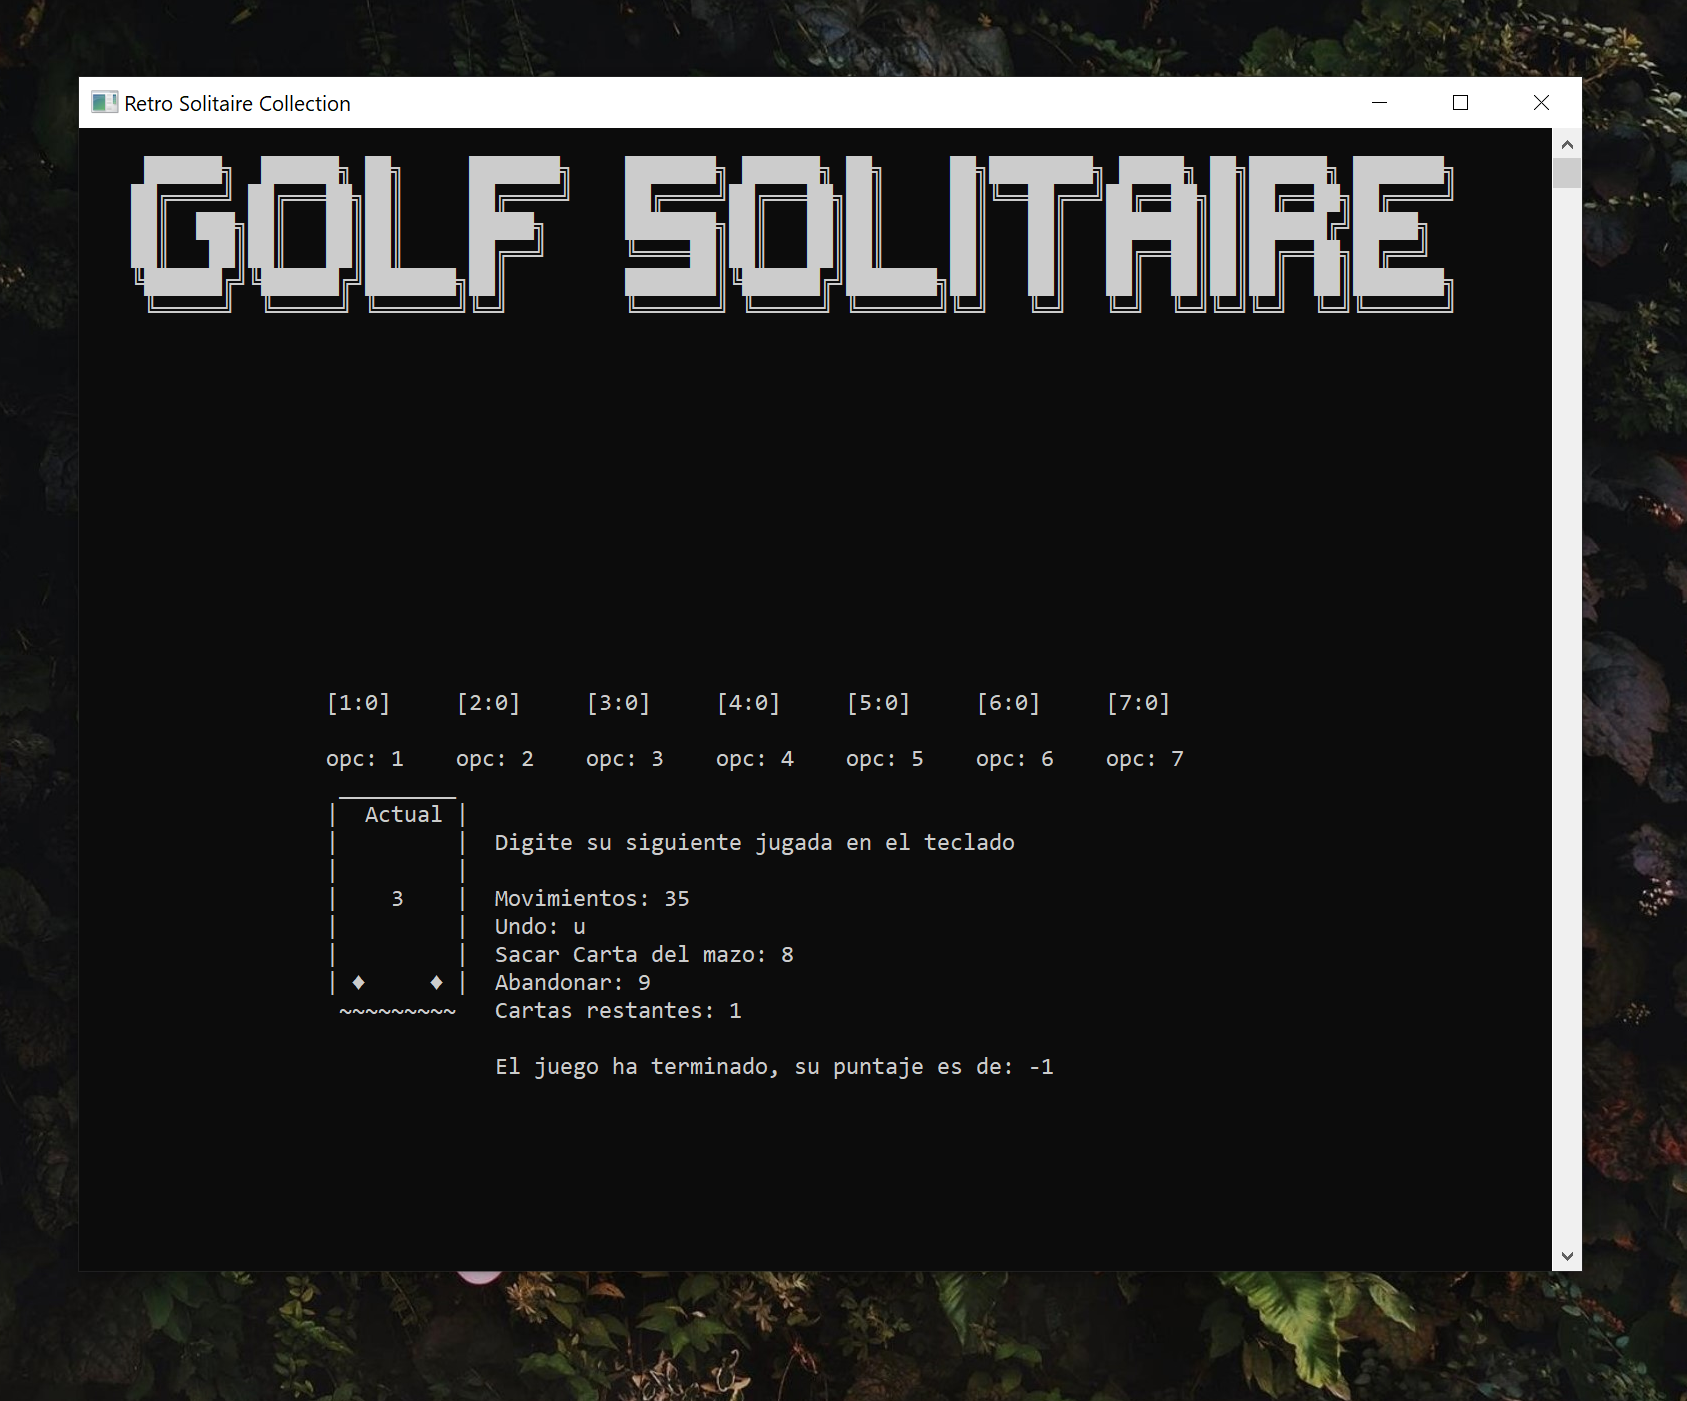 Retro Solitaire Collection
GOLF SOLITAIRE
[1:0] [2:0] [3:0] [4:0] [5:0] [6:0] [7:0]
opc: 1 opc: 2 opc: 3 opc: 4 opc: 5 opc: 6 opc: 7
Actual
Digite su siguiente jugada en el teclado
3 Movimientos: 35
Undo: u
Sacar Carta del mazo: 8
♦ ♦ Abandonar: 9
~~~~~~~~~ Cartas restantes: 1
El juego ha terminado, su puntaje es de: -1